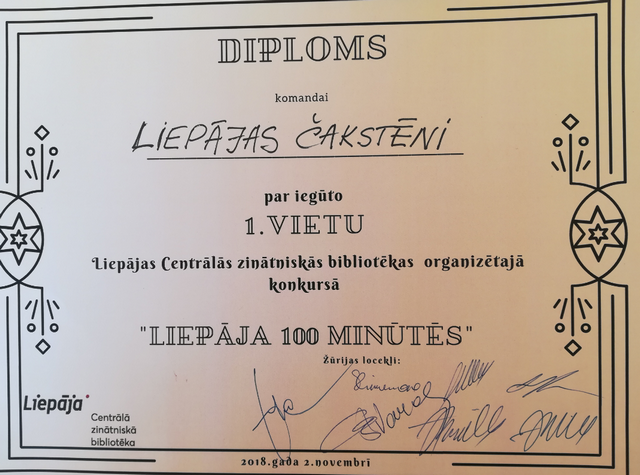 DIPLOMS
komandai
LIEPĀJAS ČAKSTĒNI
par iegūto
1.VIETU
Liepājas Centrālās zinātniskās bibliotēkas organizētajā
konkursā
"LIEPĀJA 100 MINŪTĒS"
Žūrijas locekļi:
Liepāja
Centrālā
zinātniskā
bibliotēka
2018.gada 2.novembrī